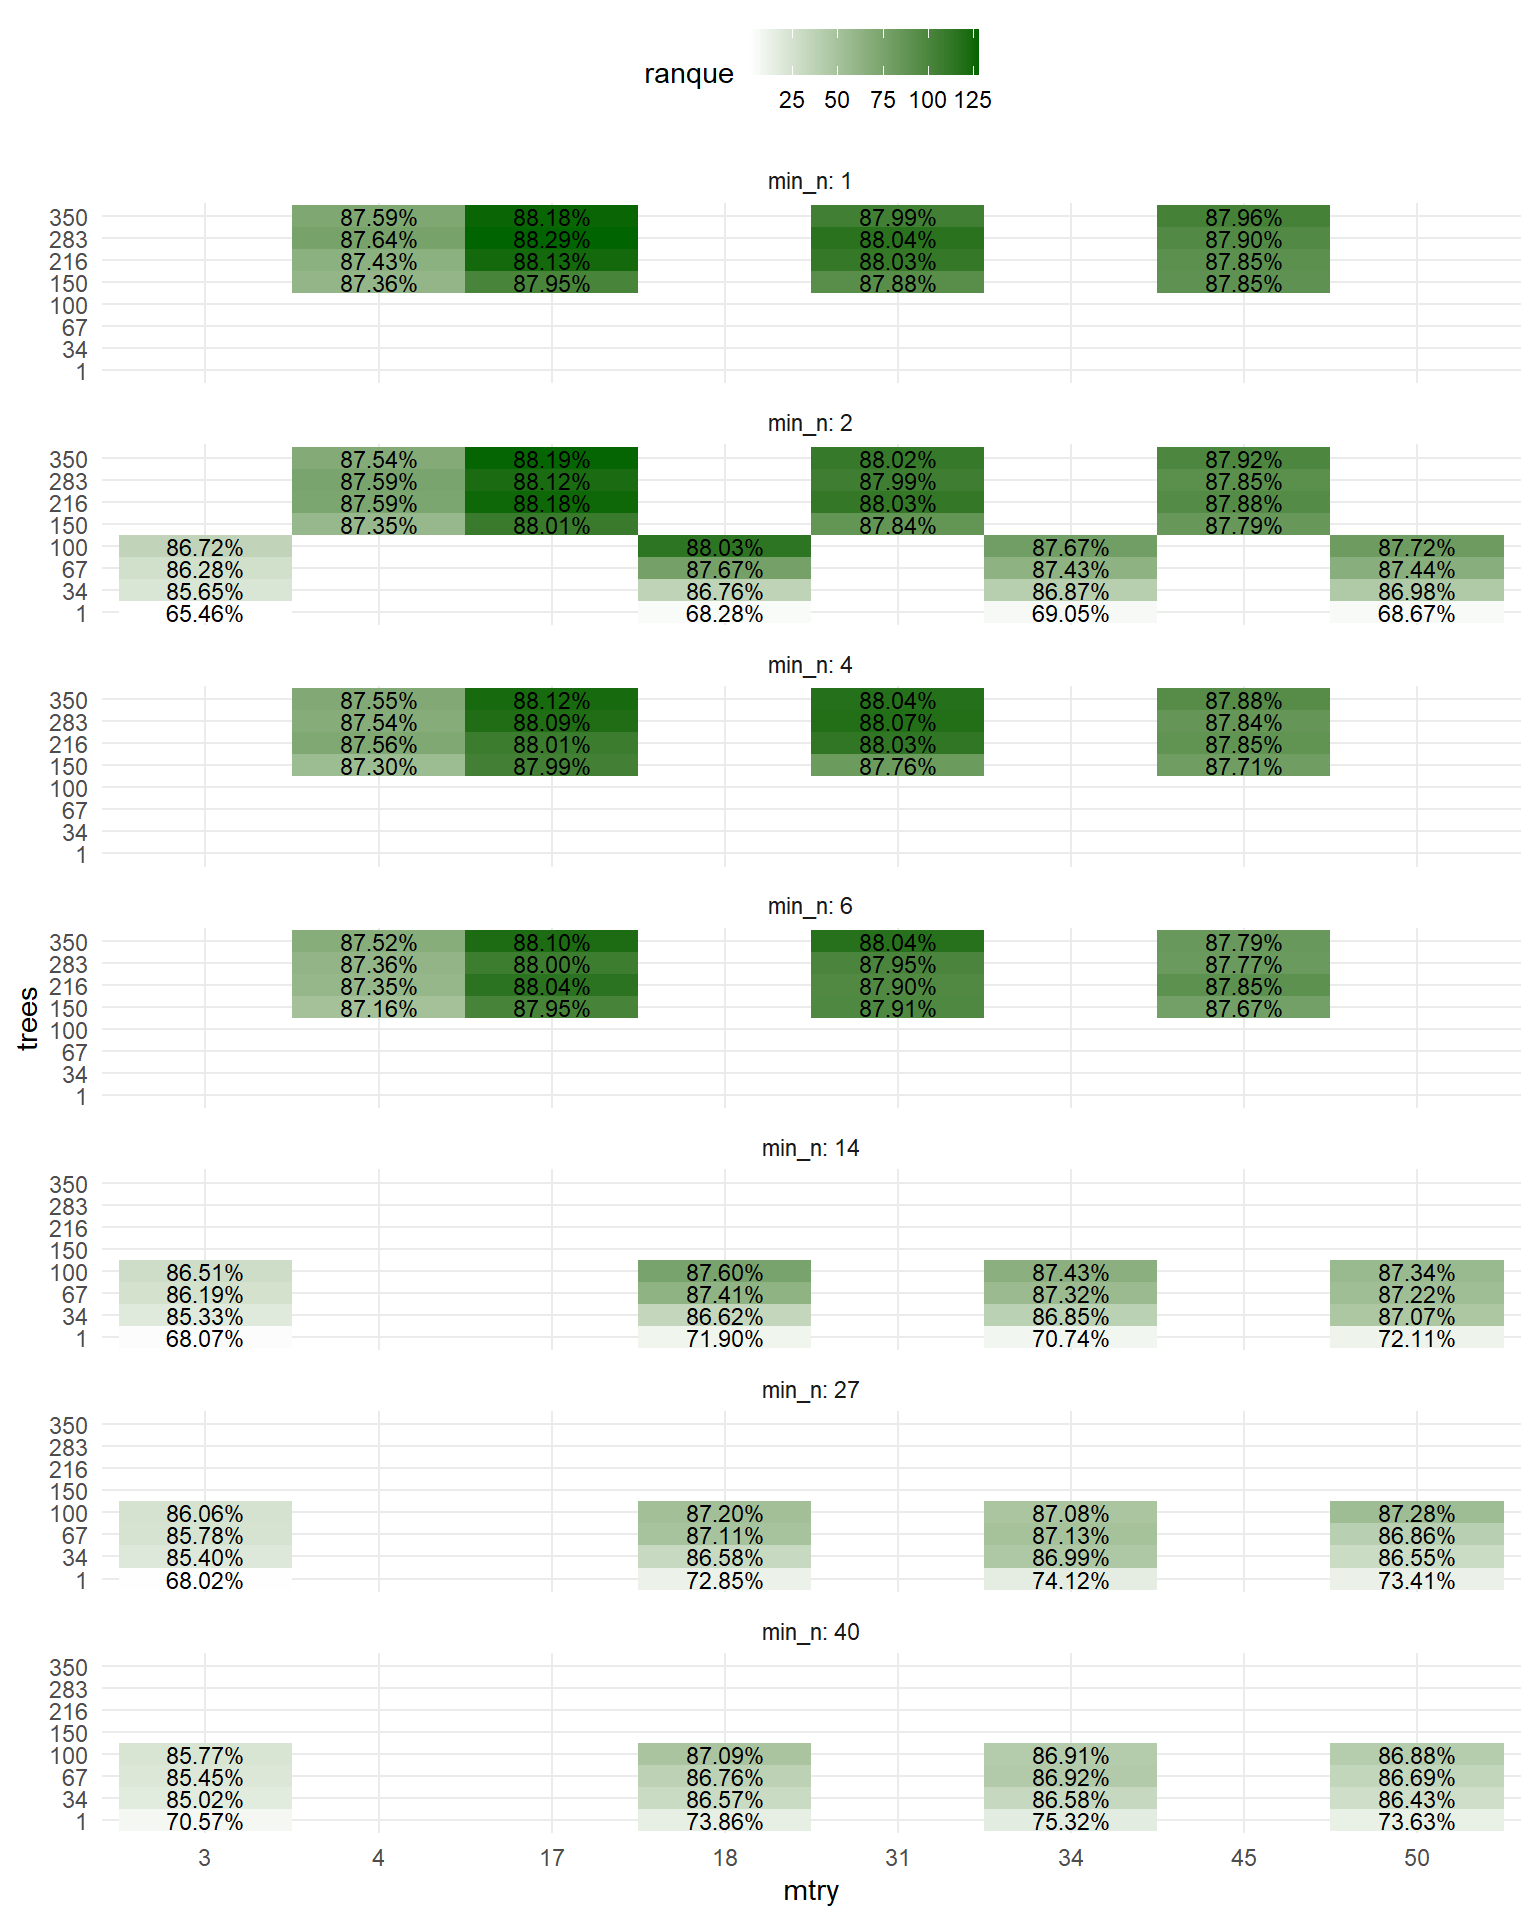 ranque
25 50 75 100 125
min_n: 1
350 87.59% 88.18% 87.99% 87.96%
283 87.64% 88.29% 88.04% 87.90%
216 87.43% 88.13% 88.03% 87.85%
150 87.36% 87.95% 87.88% 87.85%
100
67
34
1
min_n: 2
350 87.54% 88.19% 88.02% 87.92%
283 87.59% 88.12% 87.99% 87.85%
216 87.59% 88.18% 88.03% 87.88%
150 87.35% 88.01% 87.84% 87.79%
100 86.72% 88.03% 87.67% 87.72%
67 86.28% 87.67% 87.43% 87.44%
34 85.65% 86.76% 86.87% 86.98%
1 65.46% 68.28% 69.05% 68.67%
min_n: 4
350 87.55% 88.12% 88.04% 87.88%
283 87.54% 88.09% 88.07% 87.84%
216 87.56% 88.01% 88.03% 87.85%
150 87.30% 87.99% 87.76% 87.71%
100
67
34
1
min_n: 6
350 87.52% 88.10% 88.04% 87.79%
283 87.36% 88.00% 87.95% 87.77%
216 87.35% 88.04% 87.90% 87.85%
150 87.16% 87.95% 87.91% 87.67%
100
67
34
1
trees
min_n: 14
350
283
216
150
100 86.51% 87.60% 87.43% 87.34%
67 86.19% 87.41% 87.32% 87.22%
34 85.33% 86.62% 86.85% 87.07%
1 68.07% 71.90% 70.74% 72.11%
min_n: 27
350
283
216
150
100 86.06% 87.20% 87.08% 87.28%
67 85.78% 87.11% 87.13% 86.86%
34 85.40% 86.58% 86.99% 86.55%
1 68.02% 72.85% 74.12% 73.41%
min_n: 40
350
283
216
150
100 85.77% 87.09% 86.91% 86.88%
67 85.45% 86.76% 86.92% 86.69%
34 85.02% 86.57% 86.58% 86.43%
1 70.57% 73.86% 75.32% 73.63%
3 4 17 18 31 34 45 50
mtry